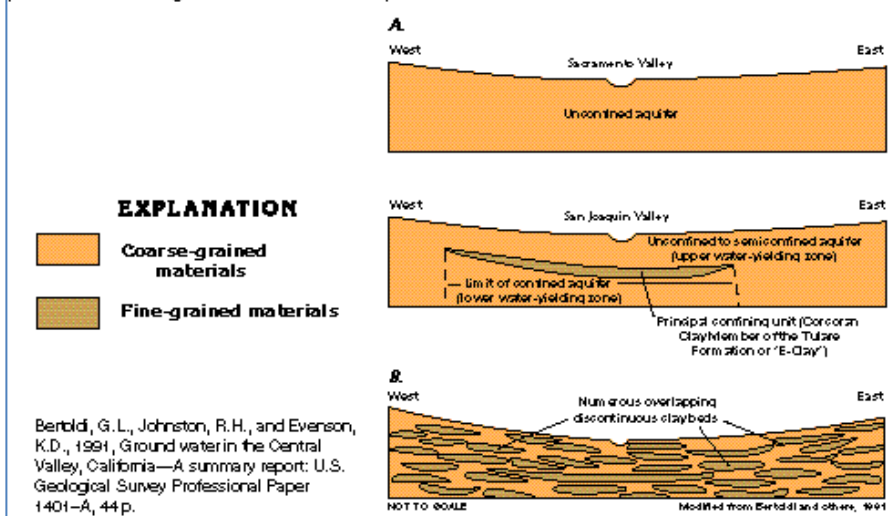 A.
West
East
Sacramento Valley
Unconfined aquifer
EXPLANATION
Coarse-grained
materials
Fine-grained materials
West
East
San Joaquin Valley
Unconfined to semiconfined aquifer
(upper water-yielding zone)
Limit of confined aquifer
(lower water-yielding zone)
Principal confining unit (Corcoran
Clay Member of the Tulare
Formation or "E-Clay")
B.
West
East
Numerous overlapping
discontinuous clay beds
Bertoldi, G.L., Johnston, R.H., and Evenson,
K.D., 1991, Ground water in the Central
Valley, California—A summary report: U.S.
Geological Survey Professional Paper
1401–A, 44 p.
NOT TO SCALE
Modified from Bertoldi and others, 1991